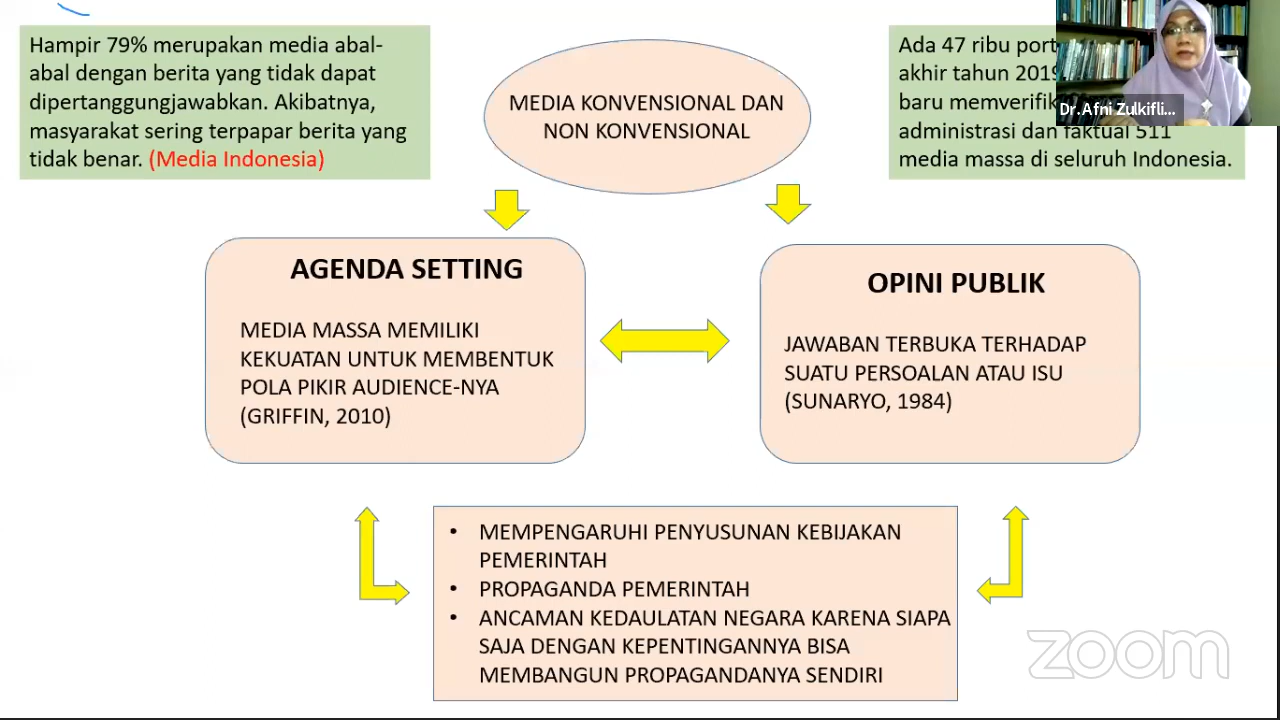 Hampir 79% merupakan media abal-
abal dengan berita yang tidak dapat
dipertanggungjawabkan. Akibatnya,
masyarakat sering terpapar berita yang
tidak benar. (Media Indonesia)
MEDIA KONVENSIONAL DAN
NON KONVENSIONAL
Ada 47 ribu
akhir tahun 2019
baru
administrasi dan faktual 511
media massa di seluruh Indonesia.
Dr.Afni Zulkifli...
AGENDA SETTING
MEDIA MASSA MEMILIKI
KEKUATAN UNTUK MEMBENTUK
POLA PIKIR AUDIENCE-NYA
(GRIFFIN, 2010)
OPINI PUBLIK
JAWABAN TERBUKA TERHADAP
SUATU PERSOALAN ATAU ISU
(SUNARYO, 1984)
• MEMPENGARUHI PENYUSUNAN KEBIJAKAN
PEMERINTAH
• PROPAGANDA PEMERINTAH
• ANCAMAN KEDAULATAN NEGARA KARENA SIAPA
SAJA DENGAN KEPENTINGANNYA BISA
MEMBANGUN PROPAGANDANYA SENDIRI
zoom